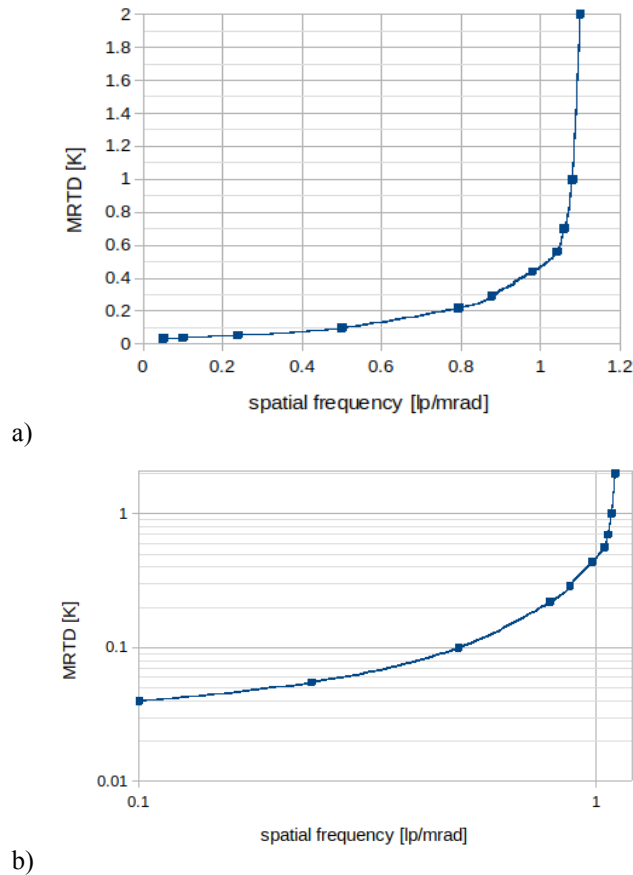 2
1.8
1.6
1.4
1.2
1
0.8
0.6
0.4
0.2
0
MRTD [K]
0 0.2 0.4 0.6 0.8 1 1.2
spatial frequency [lp/mrad]
a)
1
0.1
0.01
MRTD [K]
0.1 1
spatial frequency [lp/mrad]
b)